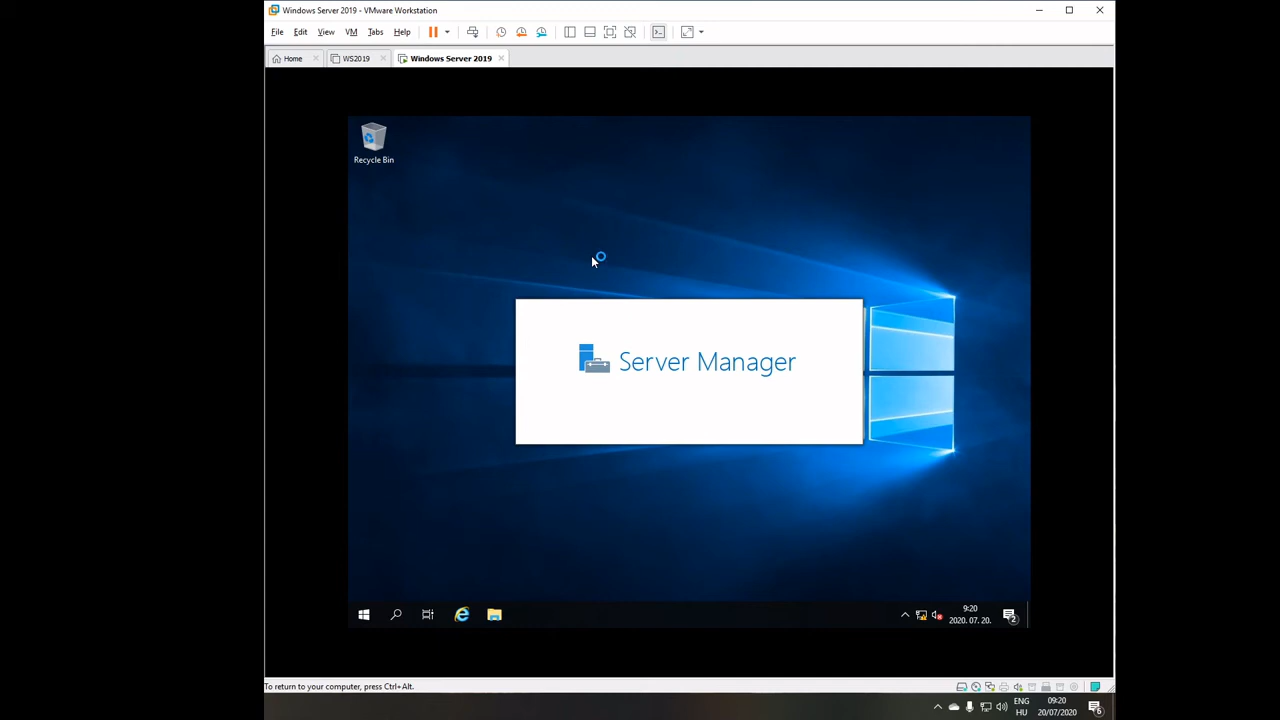 Windows Server 2019 - VMware Workstation
File Edit View VM Tabs Help
Home WS2019 Windows Server 2019
Recycle Bin
Server Manager
9:20
2020. 07. 20.
2
To return to your computer, press Ctrl+Alt.
ENG 09:20
HU 20/07/2020
6